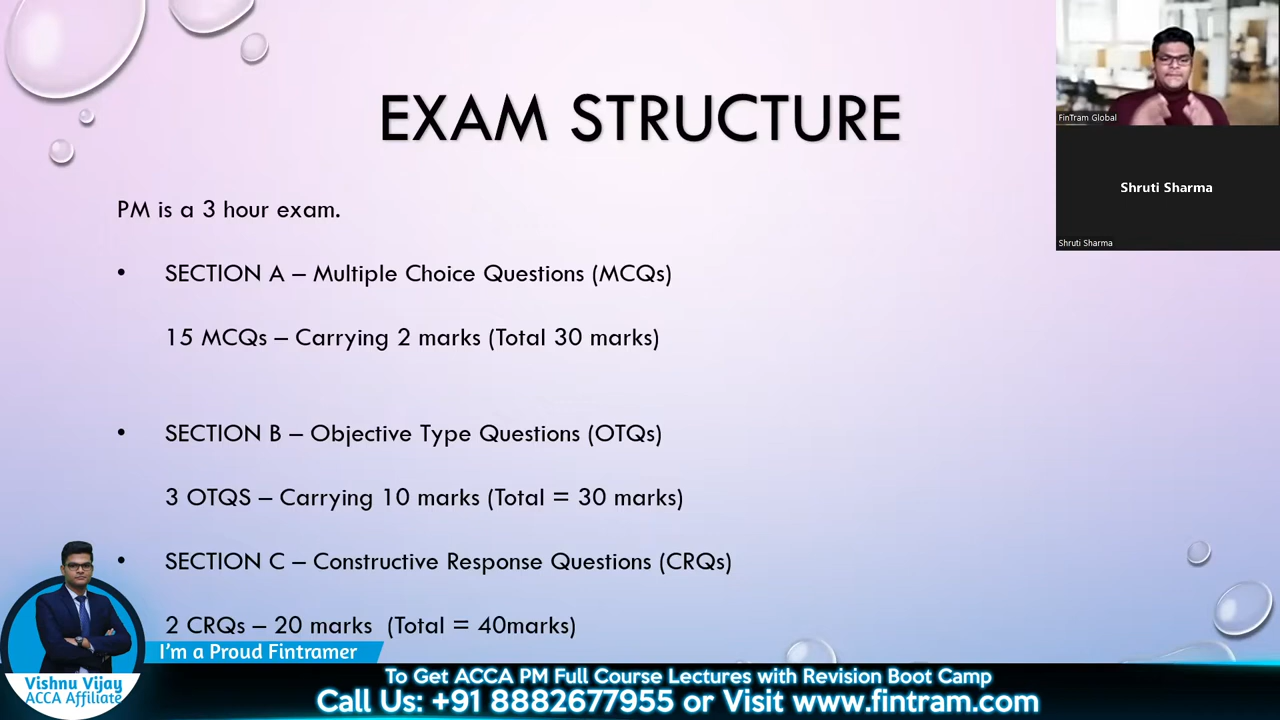 EXAM STRUCTURE
PM is a 3 hour exam.
• SECTION A – Multiple Choice Questions (MCQs)
15 MCQs – Carrying 2 marks (Total 30 marks)
• SECTION B – Objective Type Questions (OTQs)
3 OTQS – Carrying 10 marks (Total = 30 marks)
• SECTION C – Constructive Response Questions (CRQs)
2 CRQs – 20 marks (Total = 40marks)
FinTram Global
Shruti Sharma
Shruti Sharma
I'm a Proud Fintramer
Vishnu Vijay
ACCA Affiliate
To Get ACCA PM Full Course Lectures with Revision Boot Camp
Call Us: +91 8882677955 or Visit www.fintram.com